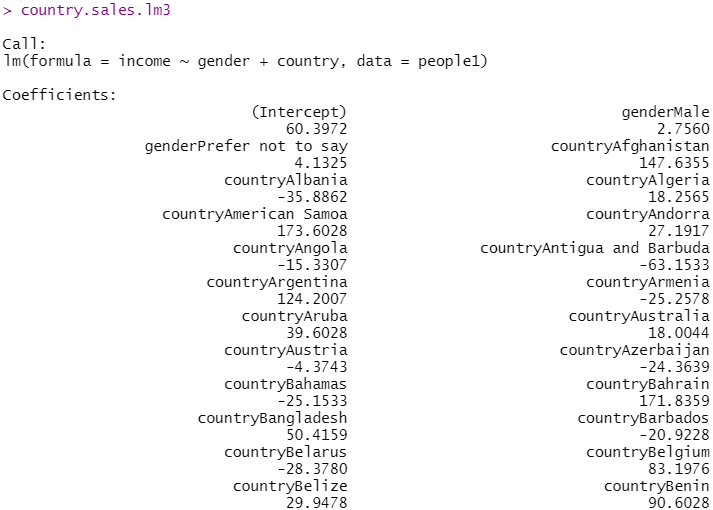 > country.sales.lm3
Call:
lm(formula = income ~ gender + country, data = people1)
Coefficients:
(Intercept) genderMale
60.3972 2.7560
genderPrefer not to say countryAfghanistan
4.1325 147.6355
countryAlbania countryAlgeria
-35.8862 18.2565
countryAmerican Samoa countryAndorra
173.6028 27.1917
countryAngola countryAntigua and Barbuda
-15.3307 -63.1533
countryArgentina countryArmenia
124.2007 -25.2578
countryAruba countryAustralia
39.6028 18.0044
countryAustria countryAzerbaijan
-4.3743 -24.3639
countryBahamas countryBahrain
-25.1533 171.8359
countryBangladesh countryBarbados
50.4159 -20.9228
countryBelarus countryBelgium
-28.3780 83.1976
countryBelize countryBenin
29.9478 90.6028